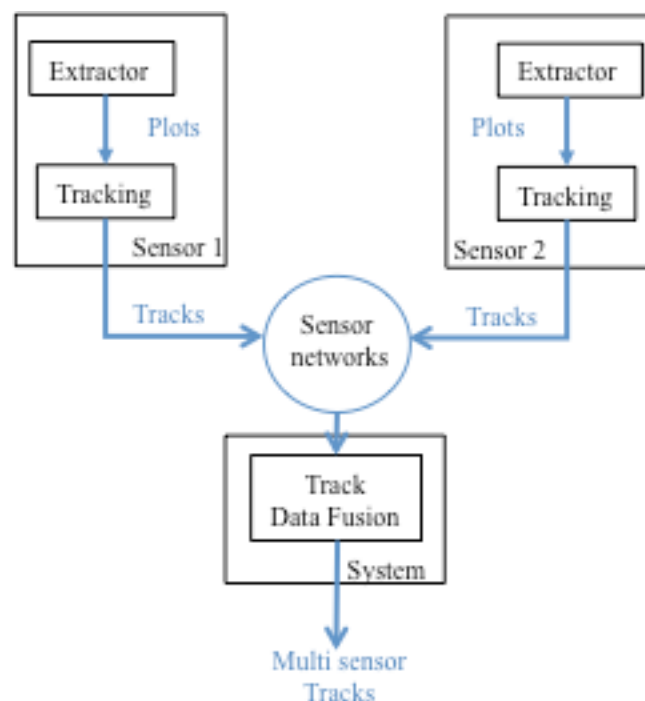 Extractor
Plots
Tracking
Sensor 1
Tracks
Extractor
Plots
Tracking
Sensor 2
Tracks
Sensor
networks
Track
Data Fusion
System
Multi sensor
Tracks